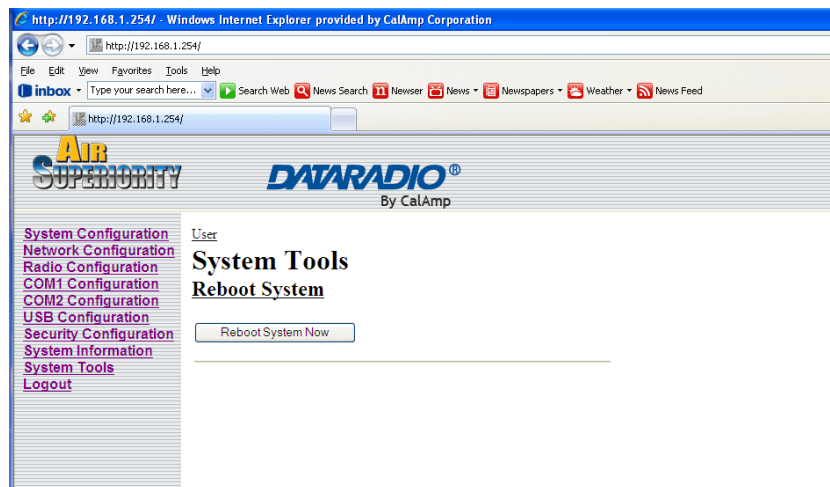 http://192.168.1.254/ - Windows Internet Explorer provided by CalAmp Corporation
http://192.168.1.254/
File Edit View Favorites Tools Help
inbox Type your search here... Search Web News Search Newser News Newspapers Weather News Feed
http://192.168.1.254/
AIR
SUPERIORITY
DATARADIO®
By CalAmp
System Configuration
Network Configuration
Radio Configuration
COM1 Configuration
COM2 Configuration
USB Configuration
Security Configuration
System Information
System Tools
Logout
User
System Tools
Reboot System
Reboot System Now